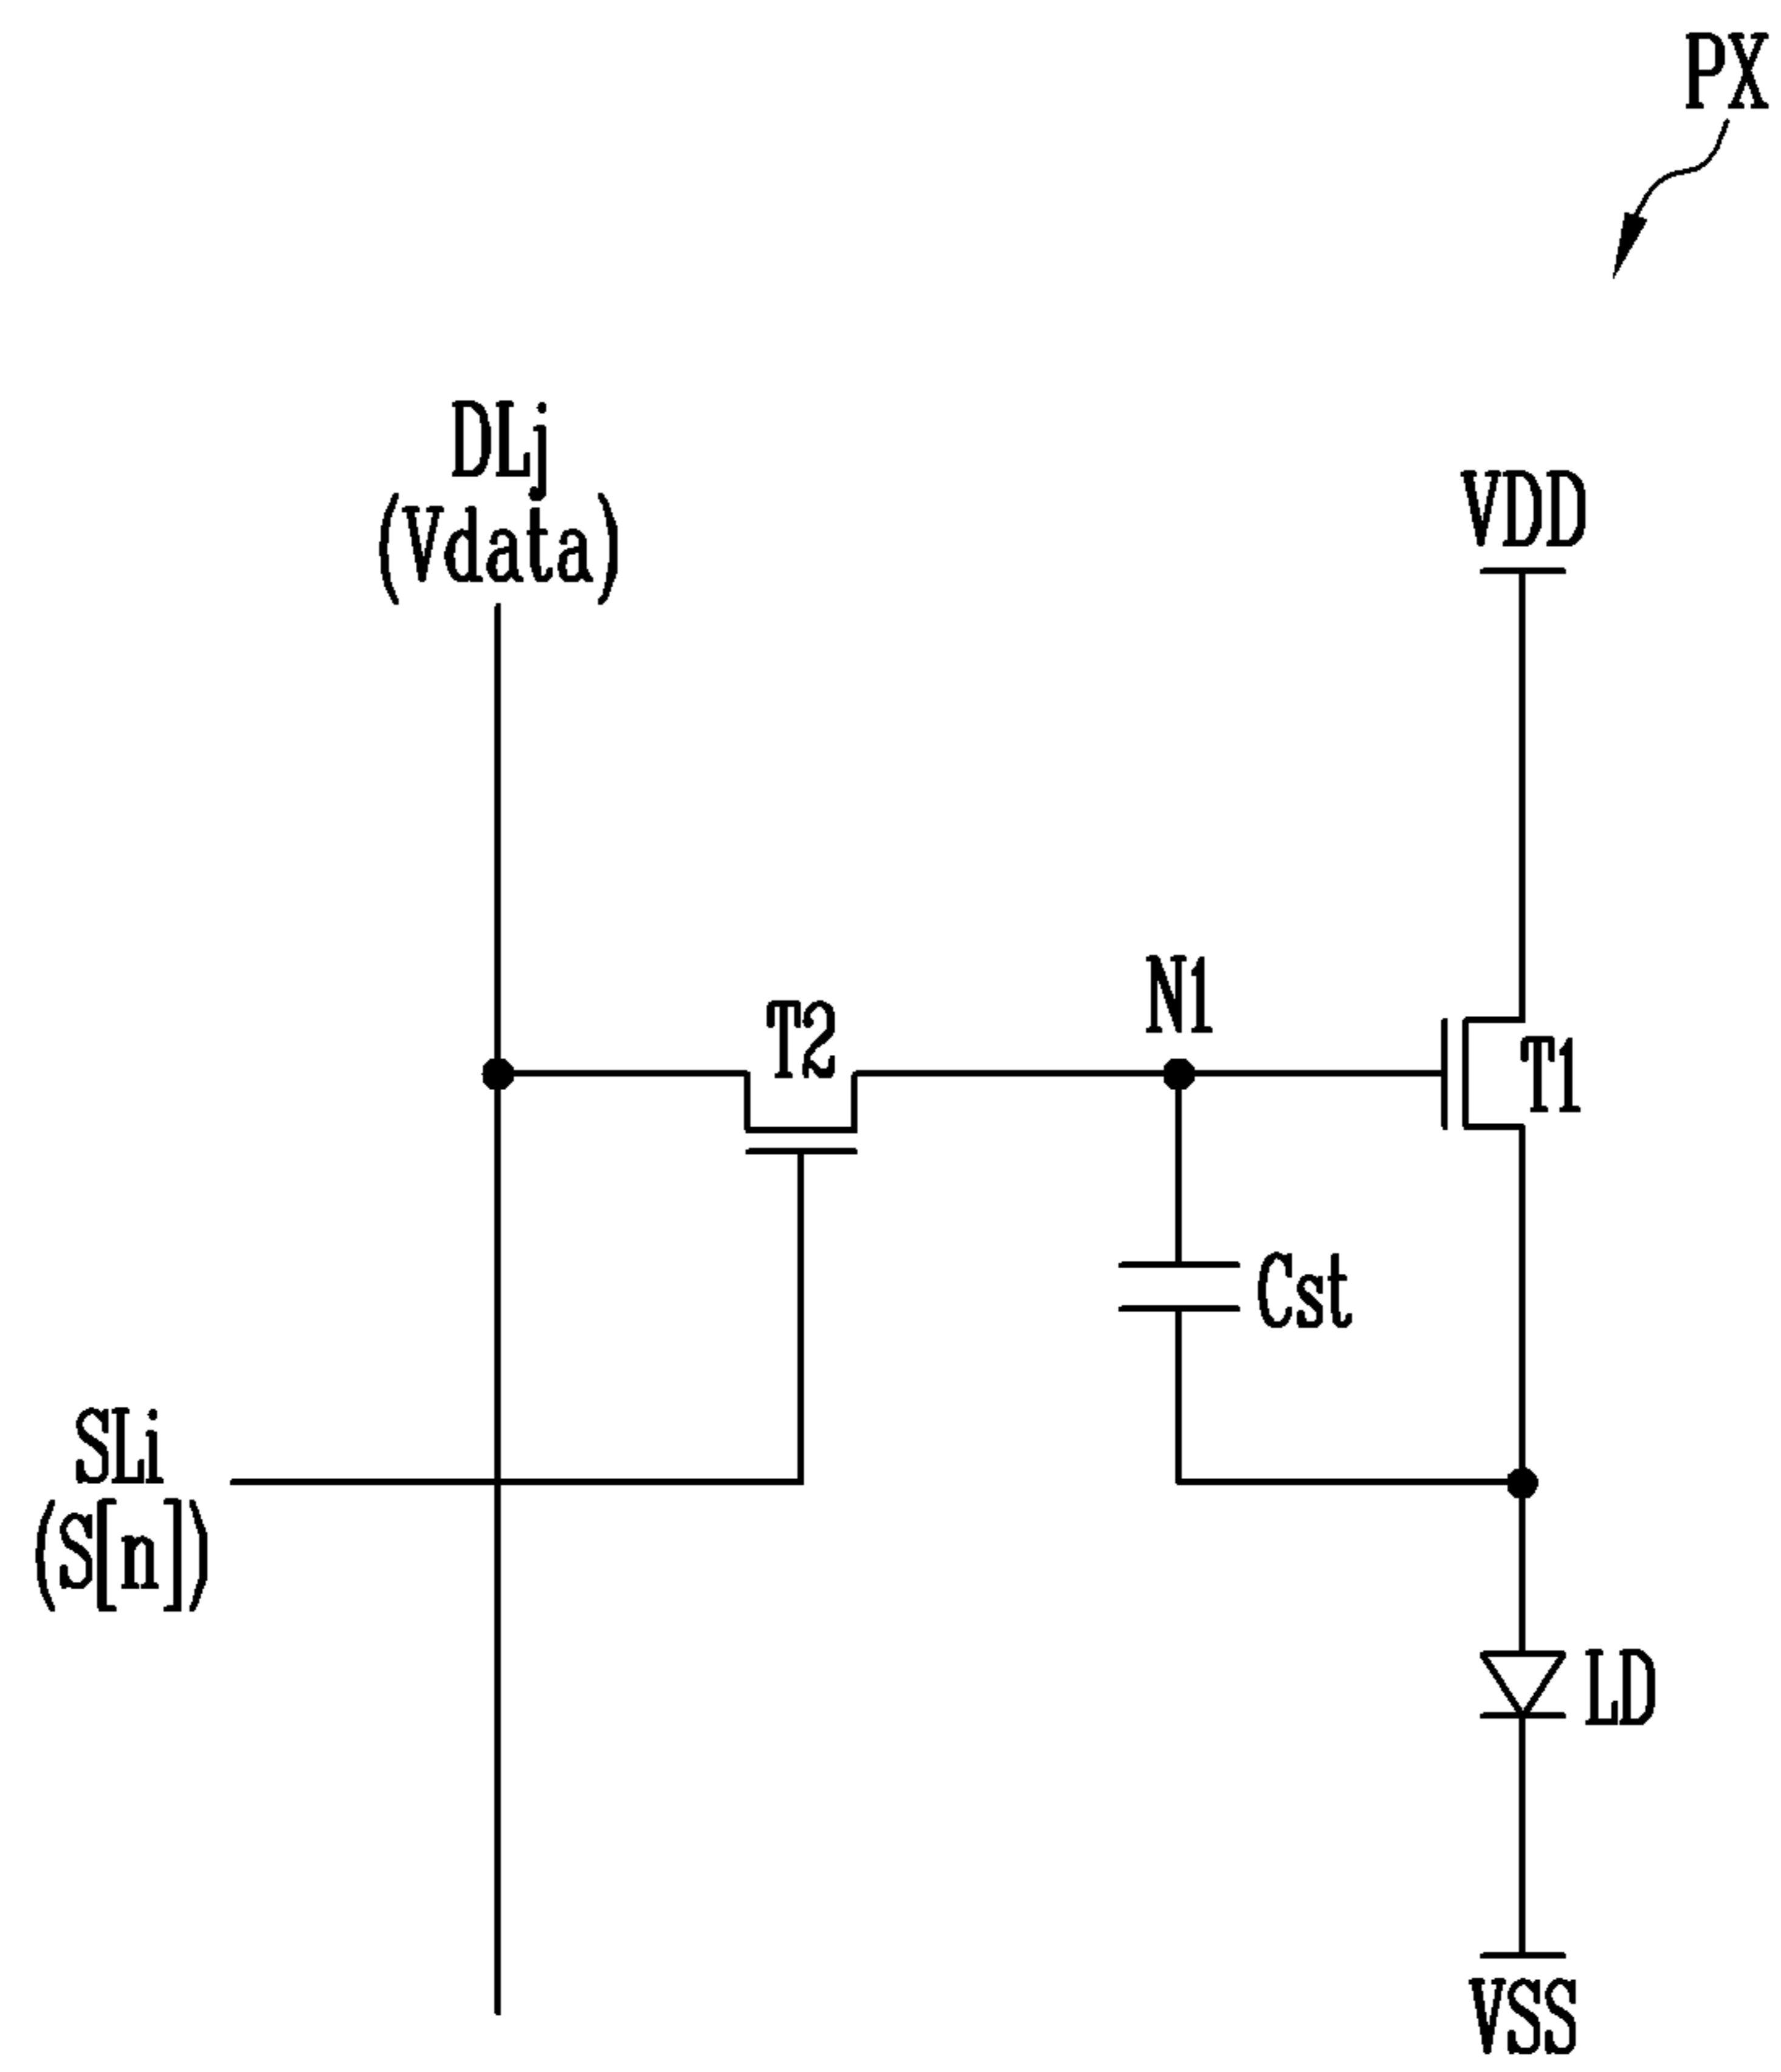 PX
DLj
(Vdata)
VDD
N1
T2
T1
Cst
SLi
(S[n])
LD
VSS